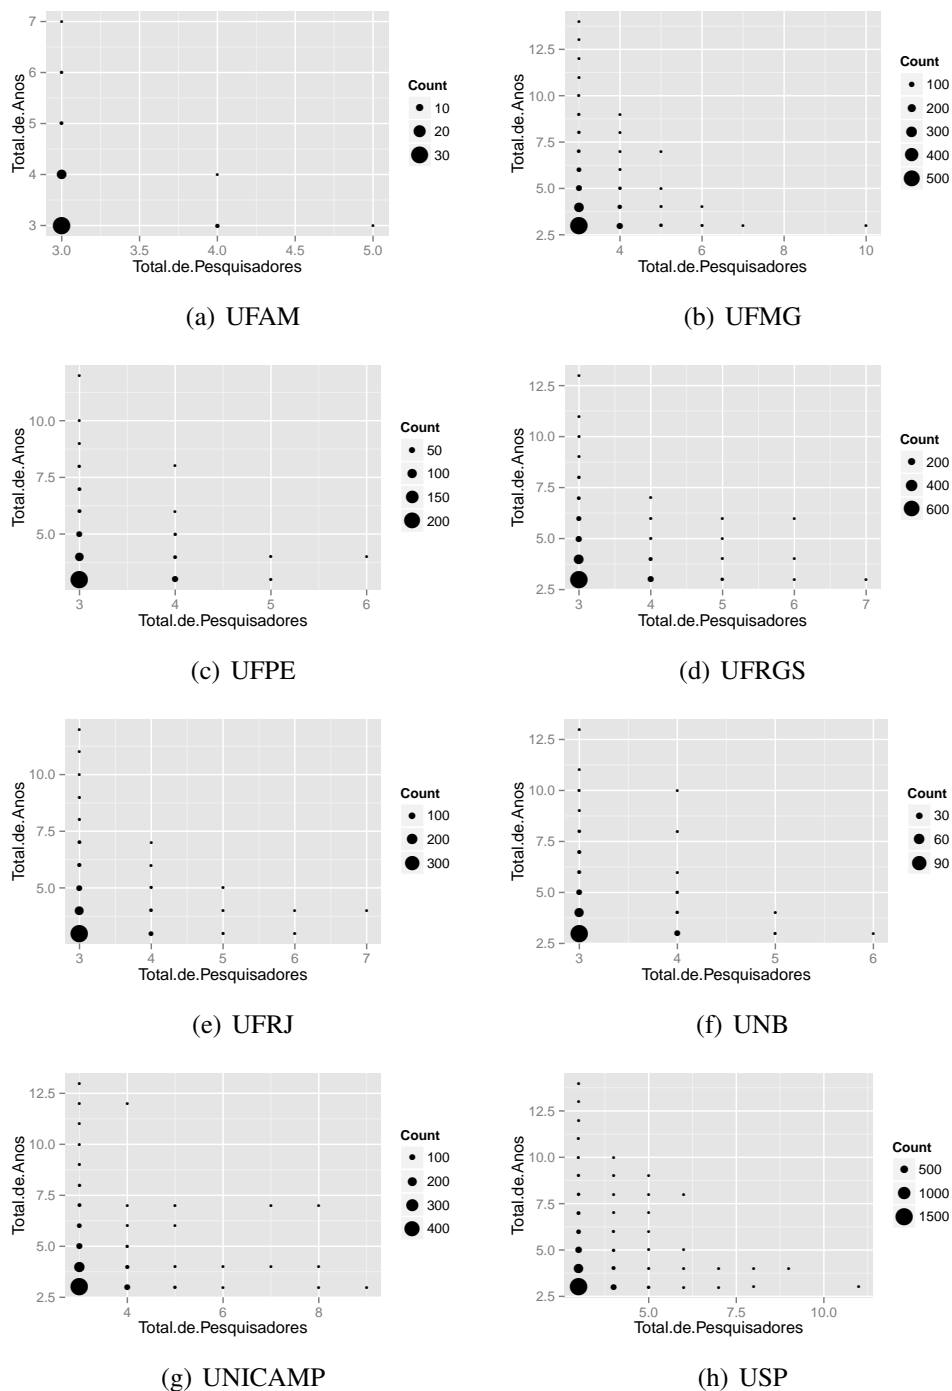 7
6
5
4
3
Total.de.Anos
3.0 3.5 4.0 4.5 5.0
Total.de.Pesquisadores
Count
10
20
30
(a) UFAM
12.5
10.0
7.5
5.0
2.5
Total.de.Anos
4 6 8 10
Total.de.Pesquisadores
Count
100
200
300
400
500
(b) UFMG
10.0
7.5
5.0
Total.de.Anos
3 4 5 6
Total.de.Pesquisadores
Count
50
100
150
200
(c) UFPE
12.5
10.0
7.5
5.0
2.5
Total.de.Anos
3 4 5 6 7
Total.de.Pesquisadores
Count
200
400
600
(d) UFRGS
10.0
7.5
5.0
Total.de.Anos
3 4 5 6 7
Total.de.Pesquisadores
Count
100
200
300
(e) UFRJ
12.5
10.0
7.5
5.0
2.5
Total.de.Anos
3 4 5 6
Total.de.Pesquisadores
Count
30
60
90
(f) UNB
12.5
10.0
7.5
5.0
2.5
Total.de.Anos
4 6 8
Total.de.Pesquisadores
Count
100
200
300
400
(g) UNICAMP
12.5
10.0
7.5
5.0
2.5
Total.de.Anos
5.0 7.5 10.0
Total.de.Pesquisadores
Count
500
1000
1500
(h) USP